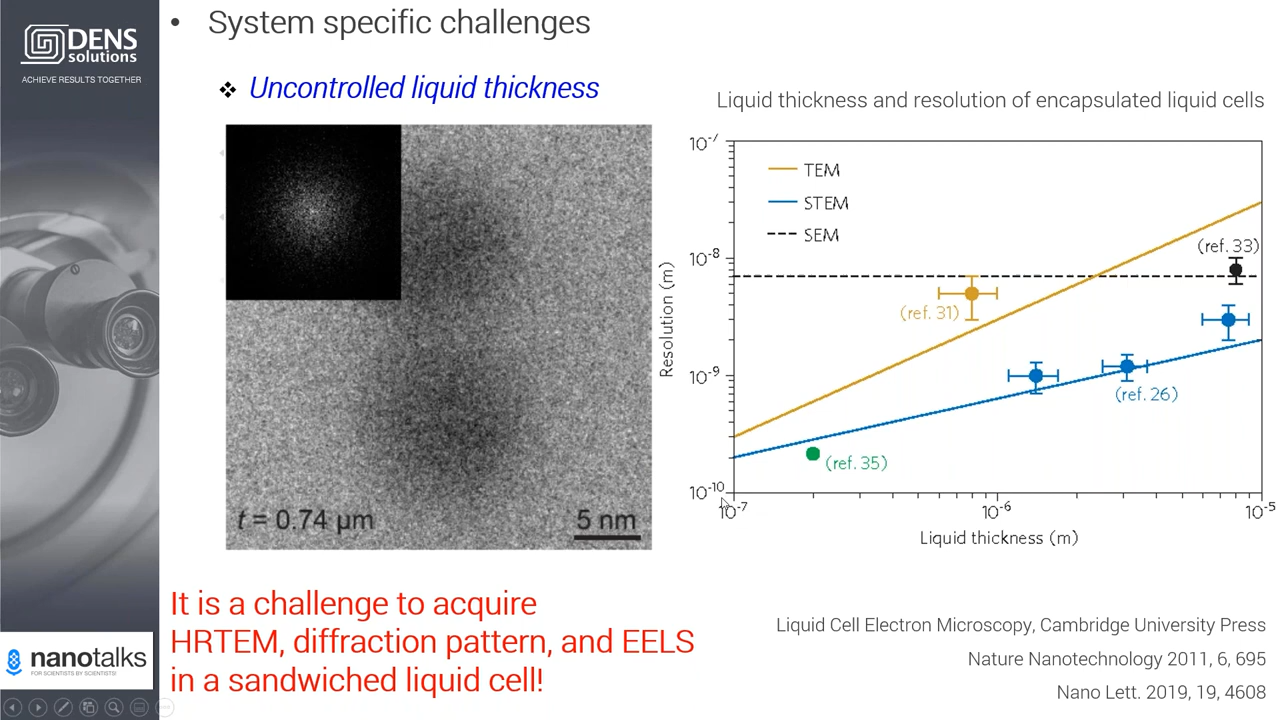 DENS
solutions
ACHIEVE RESULTS TOGETHER
• System specific challenges
❖ Uncontrolled liquid thickness
t = 0.74 µm
5 nm
Liquid thickness and resolution of encapsulated liquid cells
TEM
STEM
SEM
(ref. 33)
(ref. 31)
(ref. 26)
(ref. 35)
10⁻⁷
10⁻⁸
10⁻⁹
10⁻¹⁰
Resolution (m)
10⁻⁷ 10⁻⁶ 10⁻⁵
Liquid thickness (m)
It is a challenge to acquire
HRTEM, diffraction pattern, and EELS
in a sandwiched liquid cell!
Liquid Cell Electron Microscopy, Cambridge University Press
Nature Nanotechnology 2011, 6, 695
Nano Lett. 2019, 19, 4608
nanotalks
FOR SCIENTISTS BY SCIENTISTS!